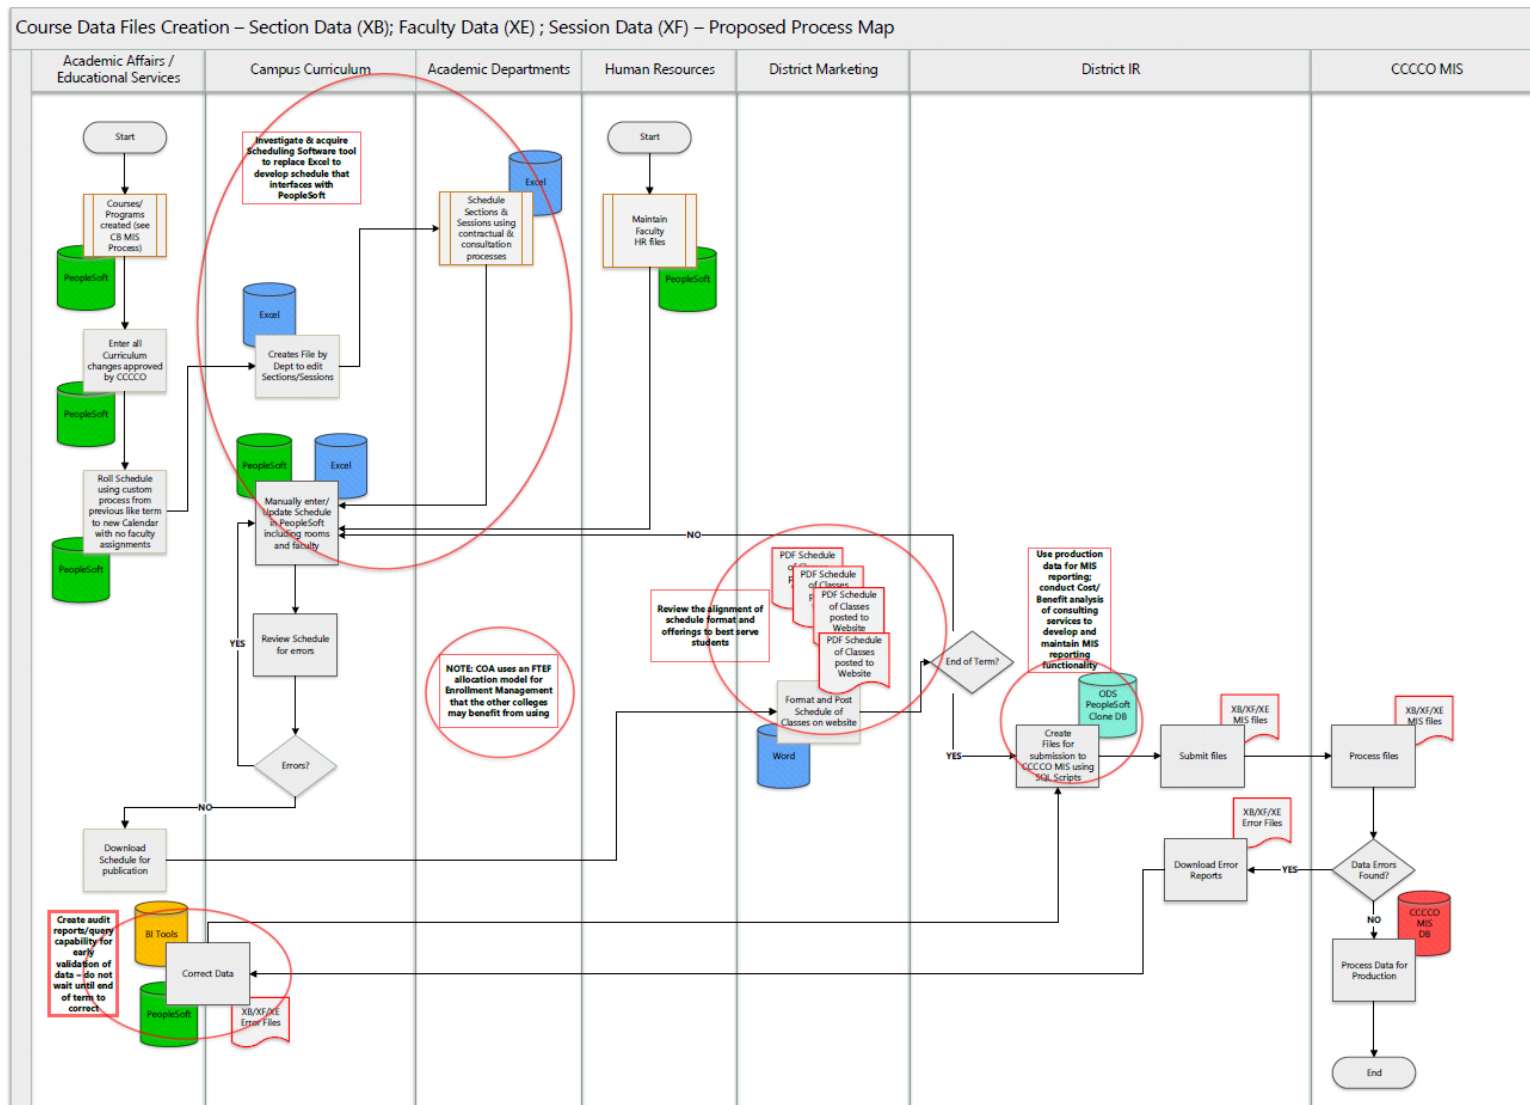 Course Data Files Creation – Section Data (XB); Faculty Data (XE) ; Session Data (XF) – Proposed Process Map
Academic Affairs /
Educational Services
Campus Curriculum
Academic Departments
Human Resources
District Marketing
District IR
CCCCO MIS
Start
Courses/
Programs
created (see
CB MIS
Process)
PeopleSoft
Enter all
Curriculum
changes approved
by CCCCO
PeopleSoft
Roll Schedule
using custom
process from
previous like term
to new Calendar
with no faculty
assignments
PeopleSoft
Investigate & acquire
Scheduling Software tool
to replace Excel to
develop schedule that
interfaces with
PeopleSoft
Excel
Creates File by
Dept to edit
Sections/Sessions
Excel
Schedule
Sections &
Sessions using
contractual &
consultation
processes
Start
Maintain
Faculty
HR files
PeopleSoft
PeopleSoft
Excel
Manually enter/
Update Schedule
in PeopleSoft
including rooms
and faculty
NO
Review Schedule
for errors
YES
Errors?
NO
Download
Schedule for
publication
NOTE: COA uses an FTEF
allocation model for
Enrollment Management
that the other colleges
may benefit from using
Review the alignment of
schedule format and
offerings to best serve
students
PDF Schedule
of Classes
PDF Schedule
of Classes
PDF Schedule
of Classes
posted to
Website
PDF Schedule
of Classes
posted to
Website
Format and Post
Schedule of
Classes on website
Word
End of Term?
YES
Use production
data for MIS
reporting;
conduct Cost/
Benefit analysis
of consulting
services to
develop and
maintain MIS
reporting
functionality
ODS
PeopleSoft
Clone DB
Create
Files for
submission to
CCCCO MIS using
SQL Scripts
XB/XF/XE
MIS files
Submit files
XB/XF/XE
MIS files
Process files
XB/XF/XE
Error Files
Download Error
Reports
YES
Data Errors
Found?
NO
CCCCO
MIS
DB
Process Data for
Production
End
Create audit
reports/query
capability for
early
validation of
data – do not
wait until end
of term to
correct
BI Tools
Correct Data
PeopleSoft
XB/XF/XE
Error Files